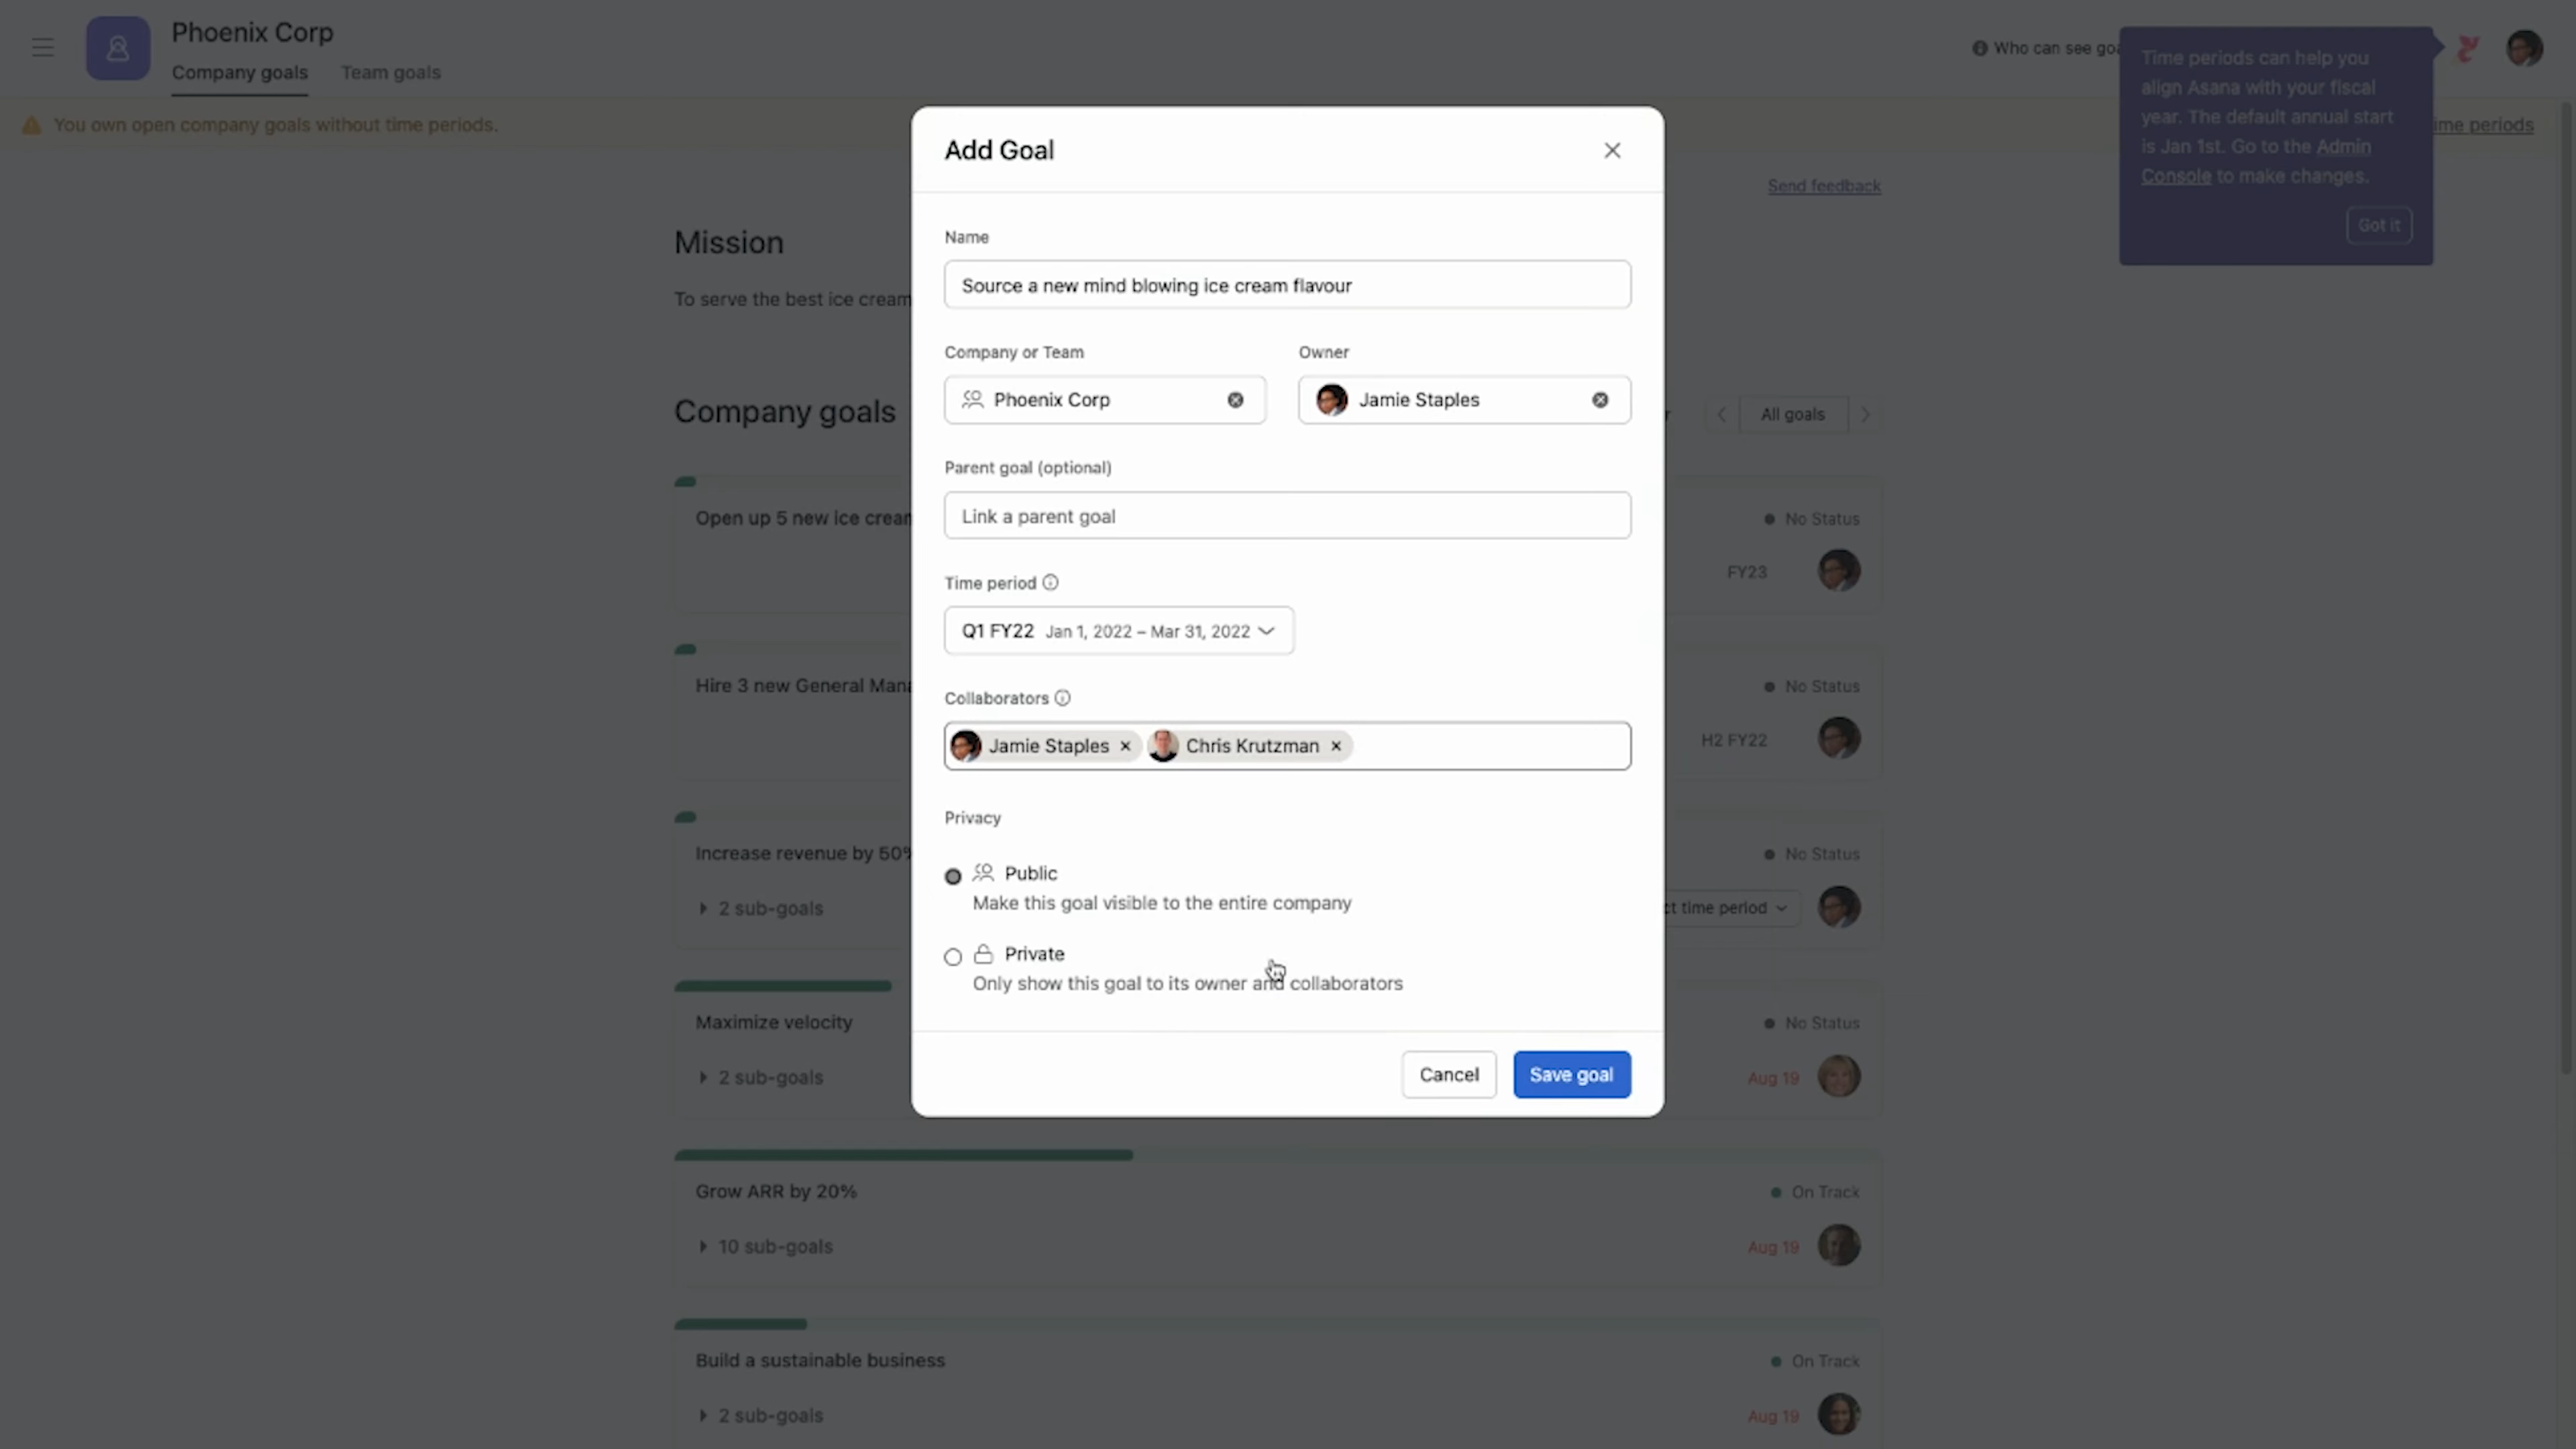 Phoenix Corp
Company goals
Team goals
Who can see goa
Time periods can help you
align Asana with your fiscal
year. The default annual start
is Jan 1st. Go to the Admin
Console to make changes.
Got it
You own open company goals without time periods.
ime periods
Send feedback
Mission
To serve the best ice cream
Company goals
r
All goals
Open up 5 new ice crean
No Status
FY23
Hire 3 new General Mana
No Status
H2 FY22
Increase revenue by 50%
No Status
2 sub-goals
ct time period
Maximize velocity
No Status
2 sub-goals
Aug 19
Grow ARR by 20%
On Track
10 sub-goals
Aug 19
Build a sustainable business
On Track
2 sub-goals
Aug 19
Add Goal
Name
Source a new mind blowing ice cream flavour
Company or Team
Owner
Phoenix Corp
Jamie Staples
Parent goal (optional)
Link a parent goal
Time period
Q1 FY22 Jan 1, 2022 – Mar 31, 2022
Collaborators
Jamie Staples
Chris Krutzman
Privacy
Public
Make this goal visible to the entire company
Private
Only show this goal to its owner and collaborators
Cancel
Save goal